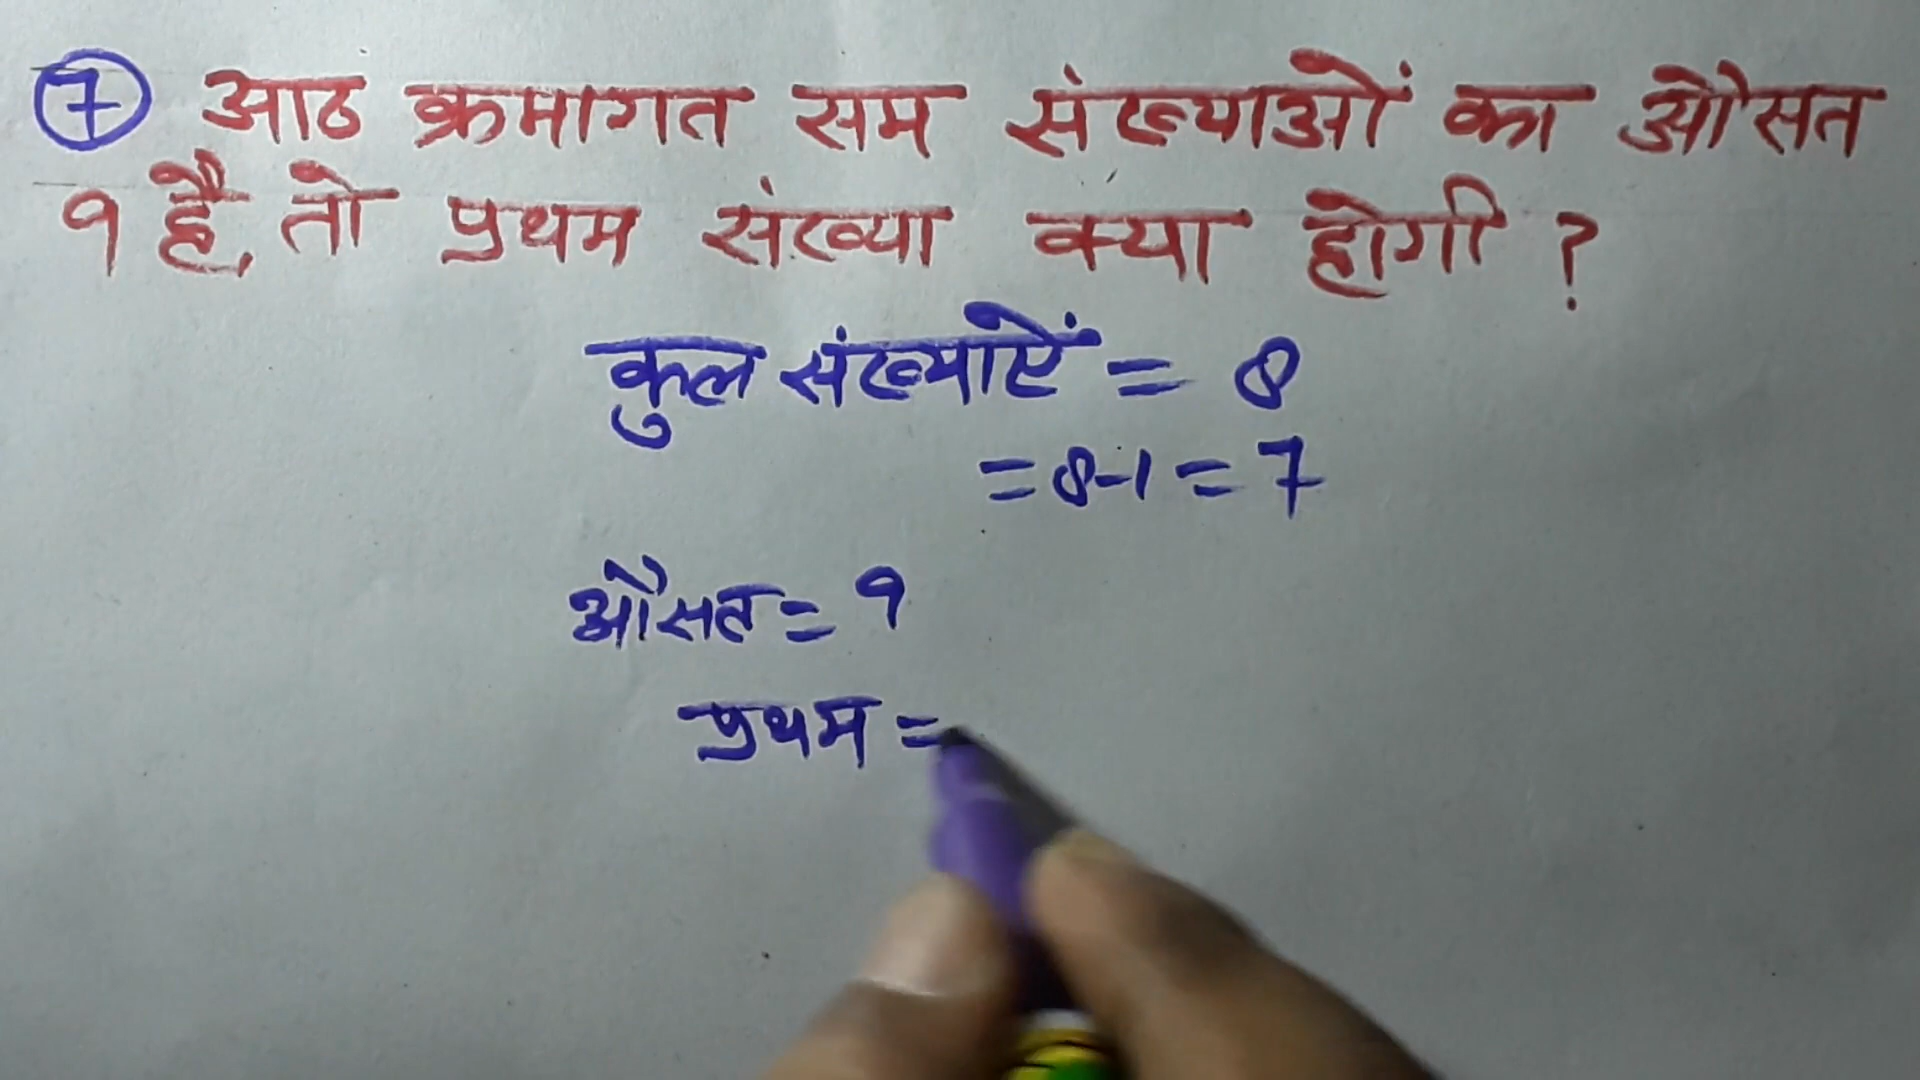 7 आठ क्रमागत सम संख्याओं का औसत
9 है, तो प्रथम संख्या क्या होगी ?
कुल संख्याऐं = 8
= 8-1 = 7
औसत = 9
प्रथम =